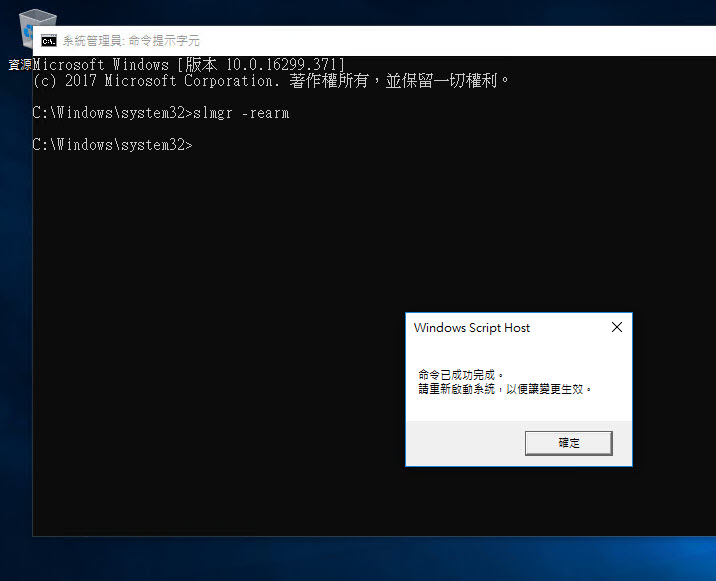 系統管理員: 命令提示字元
資源
Microsoft Windows [版本 10.0.16299.371]
(c) 2017 Microsoft Corporation. 著作權所有，並保留一切權利。
C:\Windows\system32>slmgr -rearm
C:\Windows\system32>
Windows Script Host
命令已成功完成。
請重新啟動系統，以便讓變更生效。
確定